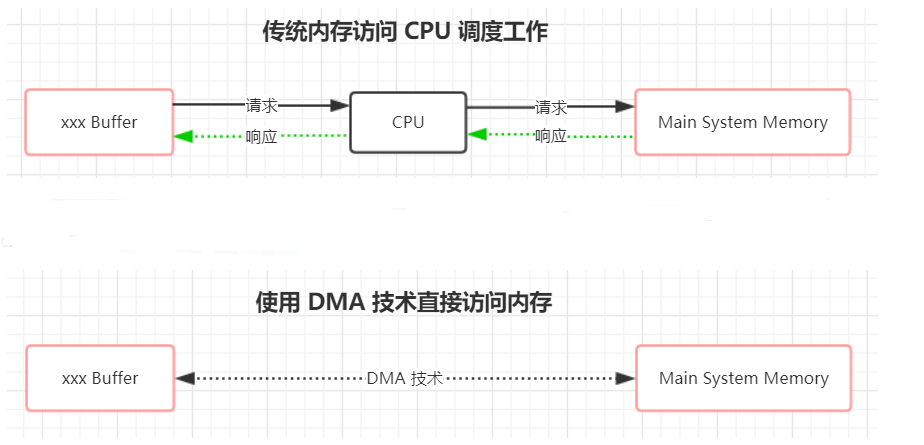 传统内存访问 CPU 调度工作
请求
请求
xxx Buffer
CPU
Main System Memory
响应
响应
使用 DMA 技术直接访问内存
xxx Buffer
DMA 技术
Main System Memory